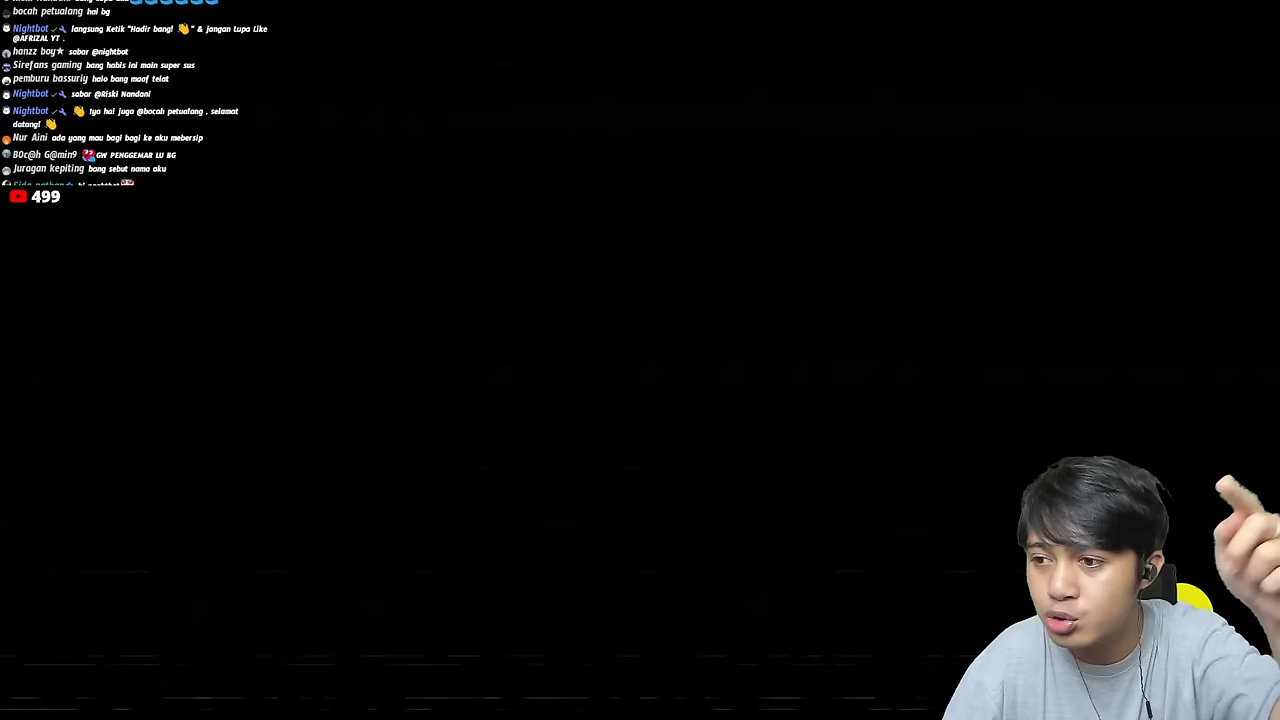 bocah petualang hai bg
Nightbot langsung Ketik "Hadir bang! 👋" & jangan Lupa Like
@AFRIZAL YT .
hanzz boy★ sabar @nightbot
Sirefans gaming bang habis ini main super sus
pemburu bassuriy halo bang maaf telat
Nightbot sabar @Riski Nandani
Nightbot 👋 Iya hai juga @bocah petualang , selamat
datang! 👋
Nur Aini ada yang mau bagi bagi ke aku mebersip
B0c@h G@min9 GW PENGGEMAR LU BG
Juragan kepiting bang sebut nama aku
499